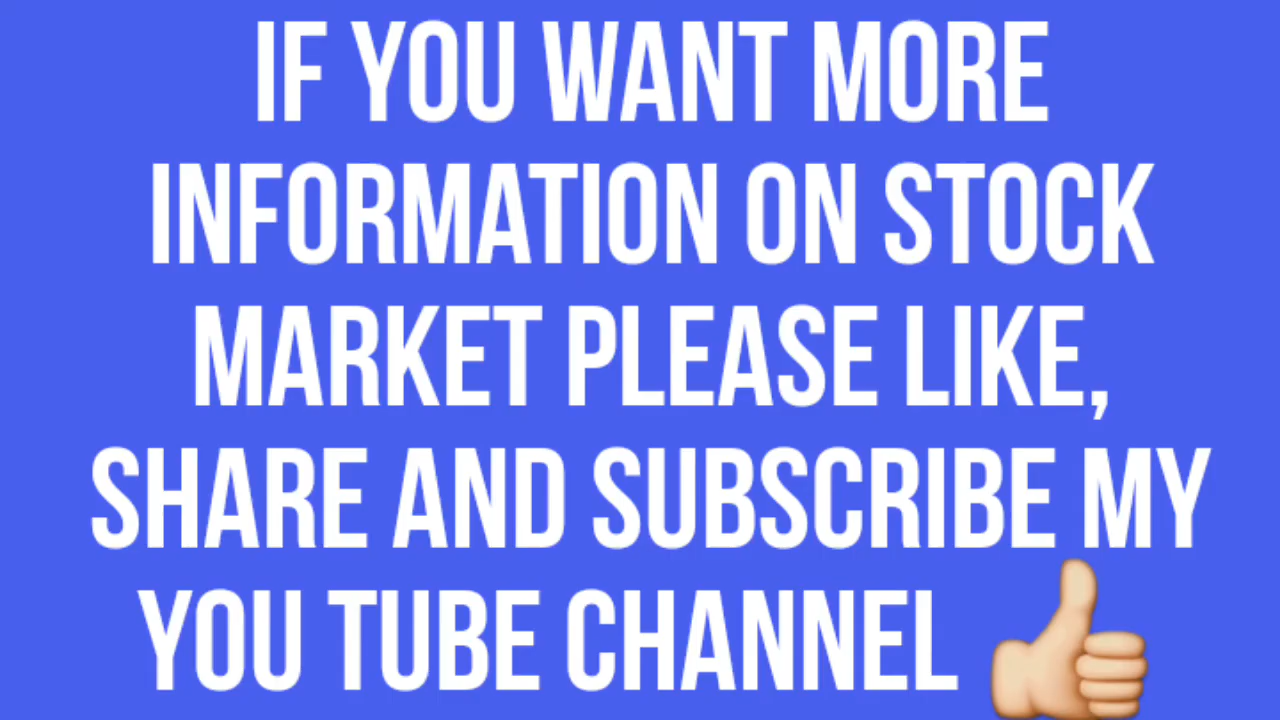 IF YOU WANT MORE
INFORMATION ON STOCK
MARKET PLEASE LIKE,
SHARE AND SUBSCRIBE MY
YOU TUBE CHANNEL 👍🏼